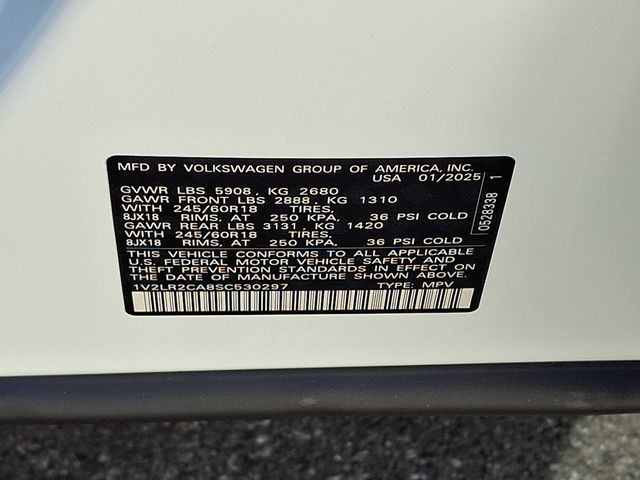 MFD BY VOLKSWAGEN GROUP OF AMERICA, INC.
USA 01/2025
GVWR LBS 5908, KG 2680
GAWR FRONT LBS 2888, KG 1310
WITH 245/60R18 TIRES,
8JX18 RIMS, AT 250 KPA, 36 PSI COLD
GAWR REAR LBS 3131, KG 1420
WITH 245/60R18 TIRES,
8JX18 RIMS, AT 250 KPA, 36 PSI COLD
THIS VEHICLE CONFORMS TO ALL APPLICABLE
U.S. FEDERAL MOTOR VEHICLE SAFETY AND
THEFT PREVENTION STANDARDS IN EFFECT ON
THE DATE OF MANUFACTURE SHOWN ABOVE.
1V2LR2CA8SC530297 TYPE: MPV
0528338 1